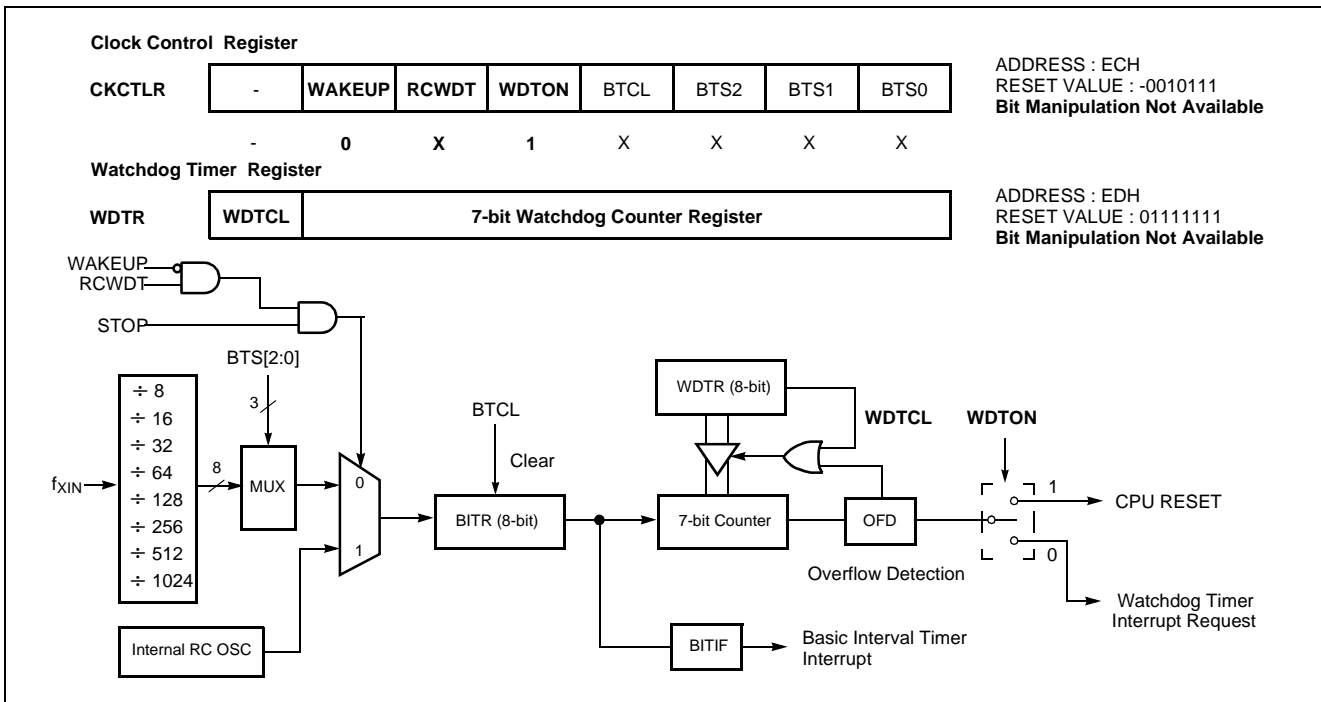 Clock Control Register
CKCTLR
- WAKEUP RCWDT WDTON BTCL BTS2 BTS1 BTS0
ADDRESS : ECH
RESET VALUE : -0010111
Bit Manipulation Not Available
- 0 X 1 X X X X
Watchdog Timer Register
WDTR
WDTCL 7-bit Watchdog Counter Register
ADDRESS : EDH
RESET VALUE : 01111111
Bit Manipulation Not Available
WAKEUP
RCWDT
STOP
BTS[2:0]
3
÷ 8
÷ 16
÷ 32
÷ 64
÷ 128
÷ 256
÷ 512
÷ 1024
fXIN
8
MUX
0
1
Internal RC OSC
BTCL
Clear
BITR (8-bit)
WDTR (8-bit)
WDTCL
7-bit Counter
OFD
Overflow Detection
WDTON
1
0
CPU RESET
Watchdog Timer
Interrupt Request
BITIF
Basic Interval Timer
Interrupt